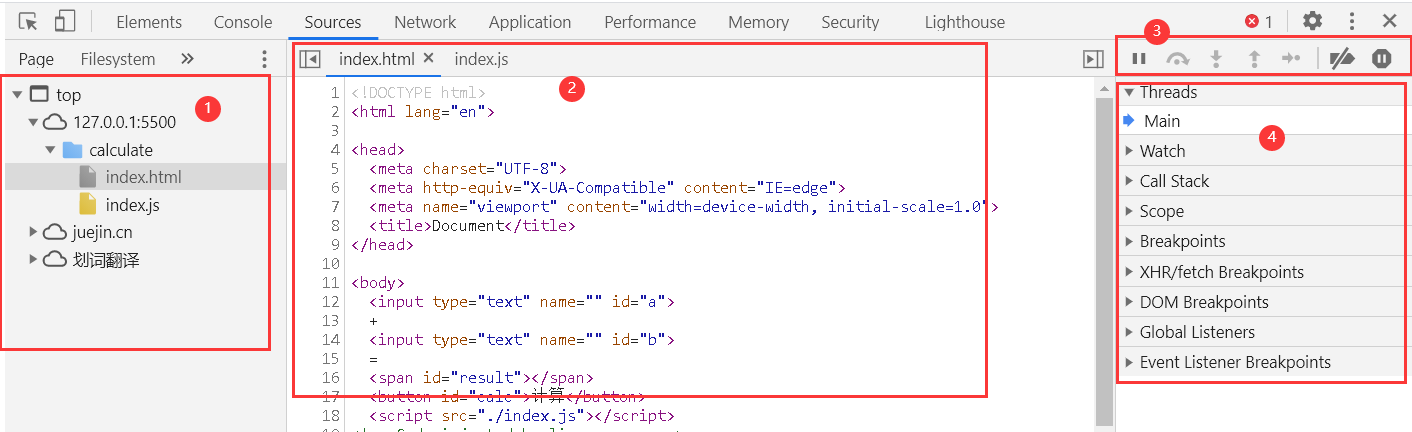 Elements Console Sources Network Application Performance Memory Security Lighthouse 1
Page Filesystem
top
127.0.0.1:5500
calculate
index.html
index.js
juejin.cn
划词翻译
1
index.html index.js
2
1 <!DOCTYPE html>
2 <html lang="en">
3
4 <head>
5 <meta charset="UTF-8">
6 <meta http-equiv="X-UA-Compatible" content="IE=edge">
7 <meta name="viewport" content="width=device-width, initial-scale=1.0">
8 <title>Document</title>
9 </head>
10
11 <body>
12 <input type="text" name="" id="a">
13 +
14 <input type="text" name="" id="b">
15 =
16 <span id="result"></span>
17 <button id="calc">计算</button>
18 <script src="./index.js"></script>
3
Threads
Main
4
Watch
Call Stack
Scope
Breakpoints
XHR/fetch Breakpoints
DOM Breakpoints
Global Listeners
Event Listener Breakpoints